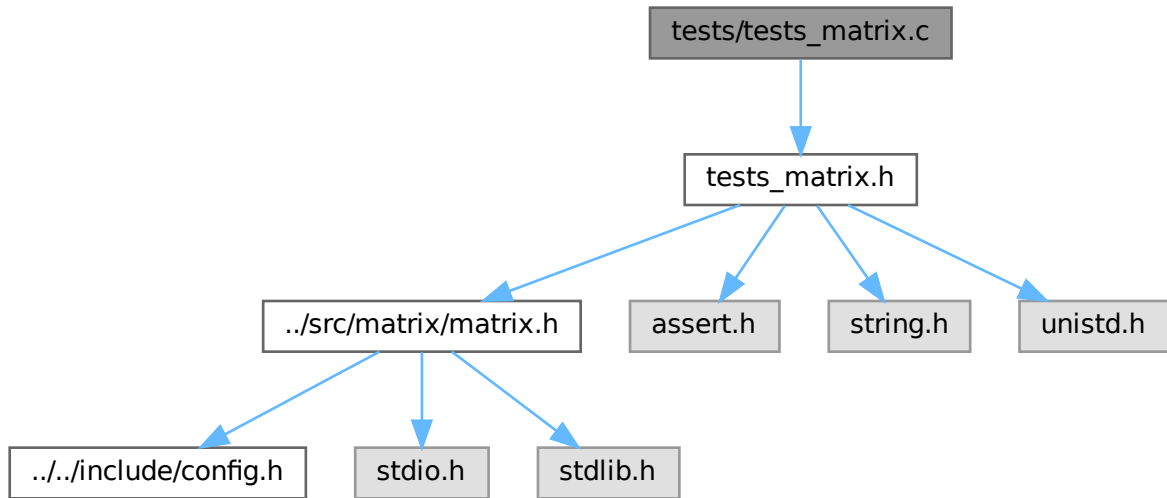 tests/tests_matrix.c
tests_matrix.h
../src/matrix/matrix.h
assert.h
string.h
unistd.h
../../include/config.h
stdio.h
stdlib.h